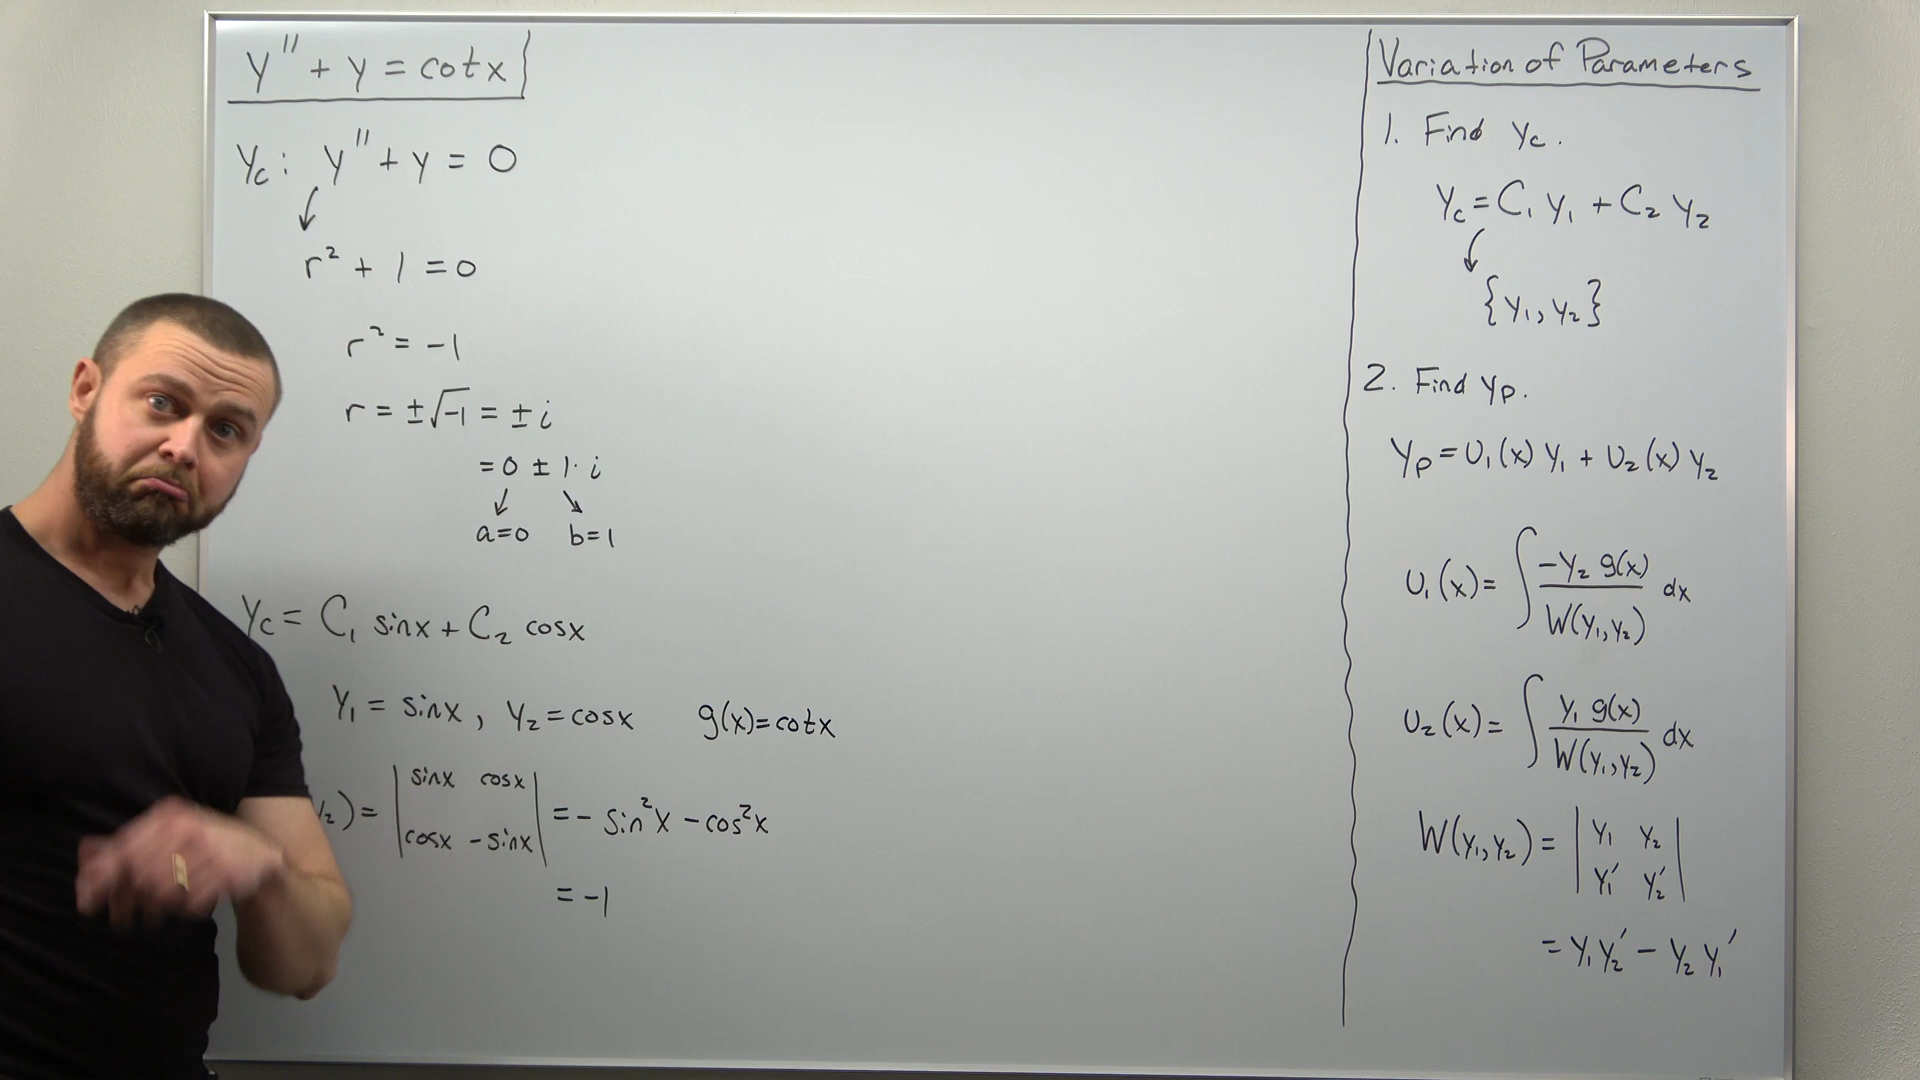 y'' + y = cotx
Yc: y'' + y = 0
r² + 1 = 0
r² = -1
r = ±√-1 = ± i
= 0 ± 1· i
a=0 b=1
Yc = C₁ sinx + C₂ cosx
Y₁ = sinx, Y₂ = cosx g(x)=cotx
₂) = | sinx cosx |
| cosx -sinx | = - sin²x - cos²x
= -1
Variation of Parameters
1. Find Yc.
Yc = C₁ Y₁ + C₂ Y₂
{Y₁, Y₂}
2. Find Yp.
Yp = U₁(x) Y₁ + U₂(x) Y₂
U₁(x) = ∫ -Y₂ g(x) / W(Y₁,Y₂) dx
U₂(x) = ∫ Y₁ g(x) / W(Y₁,Y₂) dx
W(Y₁,Y₂) = | Y₁ Y₂ |
| Y₁' Y₂' |
= Y₁Y₂' - Y₂Y₁'